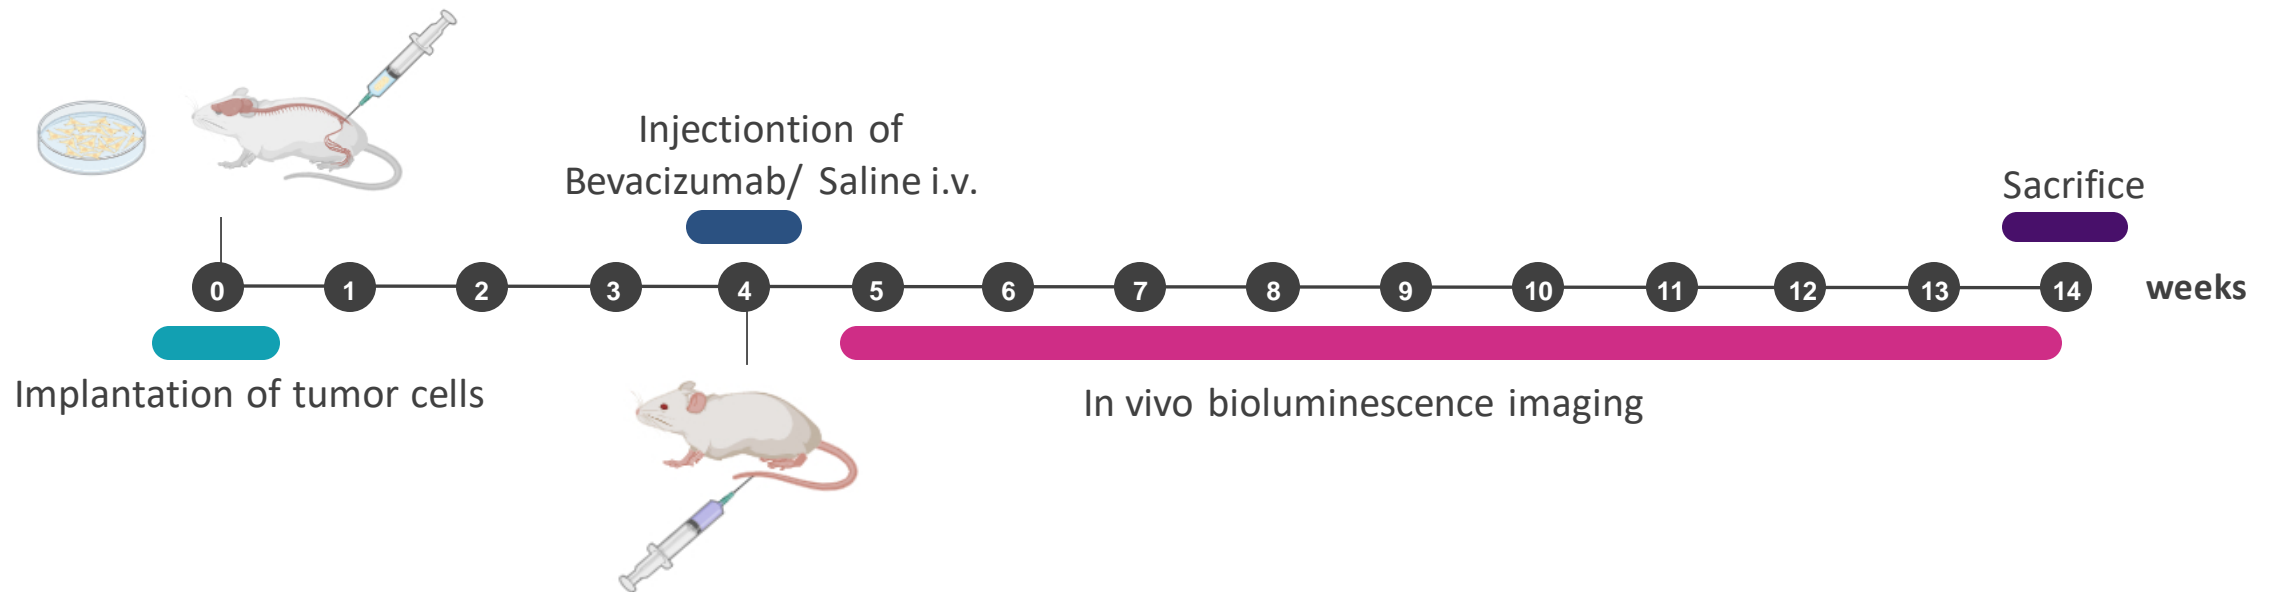 Injectiontion of
Bevacizumab/ Saline i.v.
Sacrifice
0 1 2 3 4 5 6 7 8 9 10 11 12 13 14 weeks
Implantation of tumor cells
In vivo bioluminescence imaging